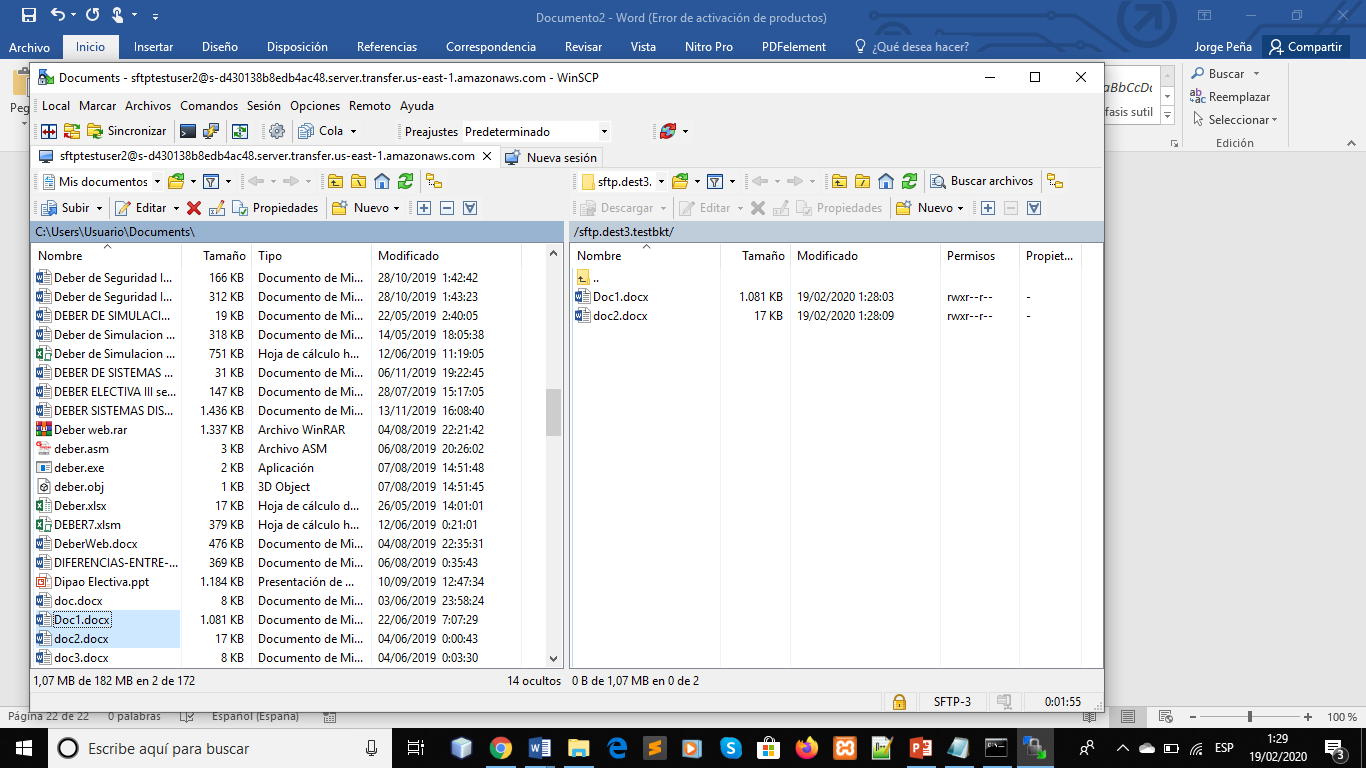 Documento2 - Word (Error de activación de productos)
Archivo Inicio Insertar Diseño Disposición Referencias Correspondencia Revisar Vista Nitro Pro PDFelement ¿Qué desea hacer? Jorge Peña Compartir
Documents - sftptestuser2@s-d430138b8edb4ac48.server.transfer.us-east-1.amazonaws.com - WinSCP
Buscar
Peg
aBbCcDc
Reemplazar
Local Marcar Archivos Comandos Sesión Opciones Remoto Ayuda
fasis sutil
Seleccionar
Sincronizar Cola Preajustes Predeterminado
Edición
sftptestuser2@s-d430138b8edb4ac48.server.transfer.us-east-1.amazonaws.com Nueva sesión
Mis documentos sftp.dest3. Buscar archivos
Subir Editar Propiedades Nuevo Descargar Editar Propiedades Nuevo
C:\Users\Usuario\Documents\ /sftp.dest3.testbkt/
Nombre Tamaño Tipo Modificado Nombre Tamaño Modificado Permisos Propiet...
Deber de Seguridad I... 166 KB Documento de Mi... 28/10/2019 1:42:42 ..
Deber de Seguridad I... 312 KB Documento de Mi... 28/10/2019 1:43:23 Doc1.docx 1.081 KB 19/02/2020 1:28:03 rwxr--r-- -
DEBER DE SIMULACI... 19 KB Documento de Mi... 22/05/2019 2:40:05 doc2.docx 17 KB 19/02/2020 1:28:09 rwxr--r-- -
Deber de Simulacion ... 318 KB Documento de Mi... 14/05/2019 18:05:38
Deber de Simulacion ... 751 KB Hoja de cálculo h... 12/06/2019 11:19:05
DEBER DE SISTEMAS ... 31 KB Documento de Mi... 06/11/2019 19:22:45
DEBER ELECTIVA III se... 147 KB Documento de Mi... 28/07/2019 15:17:05
DEBER SISTEMAS DIS... 1.436 KB Documento de Mi... 13/11/2019 16:08:40
Deber web.rar 1.337 KB Archivo WinRAR 04/08/2019 22:21:42
deber.asm 3 KB Archivo ASM 06/08/2019 20:26:02
deber.exe 2 KB Aplicación 07/08/2019 14:51:48
deber.obj 1 KB 3D Object 07/08/2019 14:51:45
Deber.xlsx 17 KB Hoja de cálculo d... 26/05/2019 14:01:01
DEBER7.xlsm 379 KB Hoja de cálculo h... 12/06/2019 0:21:01
DeberWeb.docx 476 KB Documento de Mi... 04/08/2019 22:35:31
DIFERENCIAS-ENTRE-... 369 KB Documento de Mi... 06/08/2019 0:35:43
Dipao Electiva.ppt 1.184 KB Presentación de ... 10/09/2019 12:47:34
doc.docx 8 KB Documento de Mi... 03/06/2019 23:58:24
Doc1.docx 1.081 KB Documento de Mi... 22/06/2019 7:07:29
doc2.docx 17 KB Documento de Mi... 04/06/2019 0:00:43
doc3.docx 8 KB Documento de Mi... 04/06/2019 0:03:30
1,07 MB de 182 MB en 2 de 172 14 ocultos 0 B de 1,07 MB en 0 de 2
SFTP-3 0:01:55
Página 22 de 22 0 palabras Español (España) 100 %
Escribe aquí para buscar ESP 1:29
19/02/2020 3